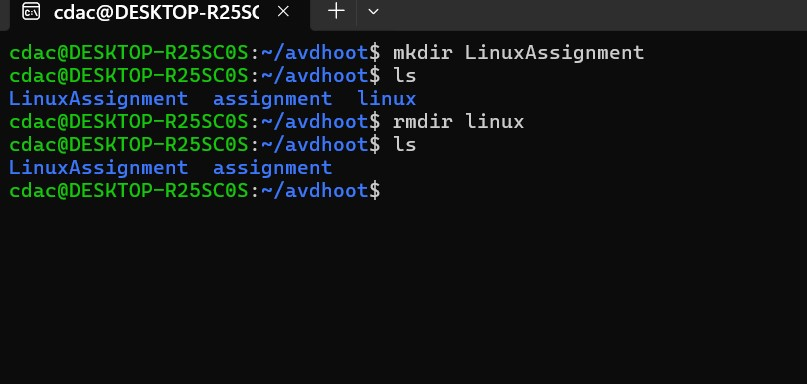 cdac@DESKTOP-R25SC
cdac@DESKTOP-R25SC0S:~/avdhoot$ mkdir LinuxAssignment
cdac@DESKTOP-R25SC0S:~/avdhoot$ ls
LinuxAssignment  assignment  linux
cdac@DESKTOP-R25SC0S:~/avdhoot$ rmdir linux
cdac@DESKTOP-R25SC0S:~/avdhoot$ ls
LinuxAssignment  assignment
cdac@DESKTOP-R25SC0S:~/avdhoot$